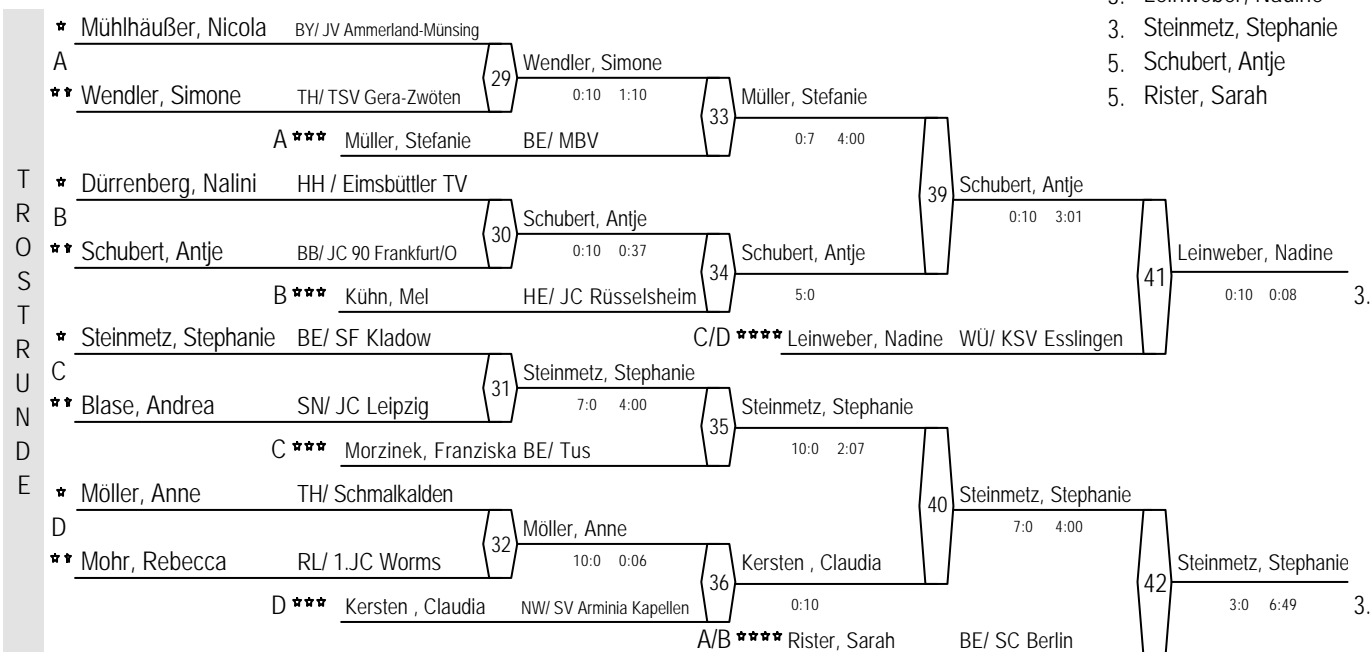 3. Leinweber, Nadine
3. Steinmetz, Stephanie
5. Schubert, Antje
5. Rister, Sarah
TROSTRUNDE
Mühlhäußer, Nicola BY/ JV Ammerland-Münsing
A
29 Wendler, Simone
Wendler, Simone TH/ TSV Gera-Zwöten
0:10 1:10
33 Müller, Stefanie
A Müller, Stefanie BE/ MBV
0:7 4:00
Dürrenberg, Nalini HH / Eimsbüttler TV
39 Schubert, Antje
0:10 3:01
B
30 Schubert, Antje
Schubert, Antje BB/ JC 90 Frankfurt/O
0:10 0:37
34 Schubert, Antje
41 Leinweber, Nadine
B Kühn, Mel HE/ JC Rüsselsheim
5:0
0:10 0:08 3.
Steinmetz, Stephanie BE/ SF Kladow
C/D Leinweber, Nadine WÜ/ KSV Esslingen
C
31 Steinmetz, Stephanie
Blase, Andrea SN/ JC Leipzig
7:0 4:00
35 Steinmetz, Stephanie
C Morzinek, Franziska BE/ Tus
10:0 2:07
Möller, Anne TH/ Schmalkalden
40 Steinmetz, Stephanie
7:0 4:00
D
32 Möller, Anne
Mohr, Rebecca RL/ 1.JC Worms
10:0 0:06
36 Kersten , Claudia
42 Steinmetz, Stephanie
D Kersten , Claudia NW/ SV Arminia Kapellen
0:10
3:0 6:49 3.
A/B Rister, Sarah BE/ SC Berlin